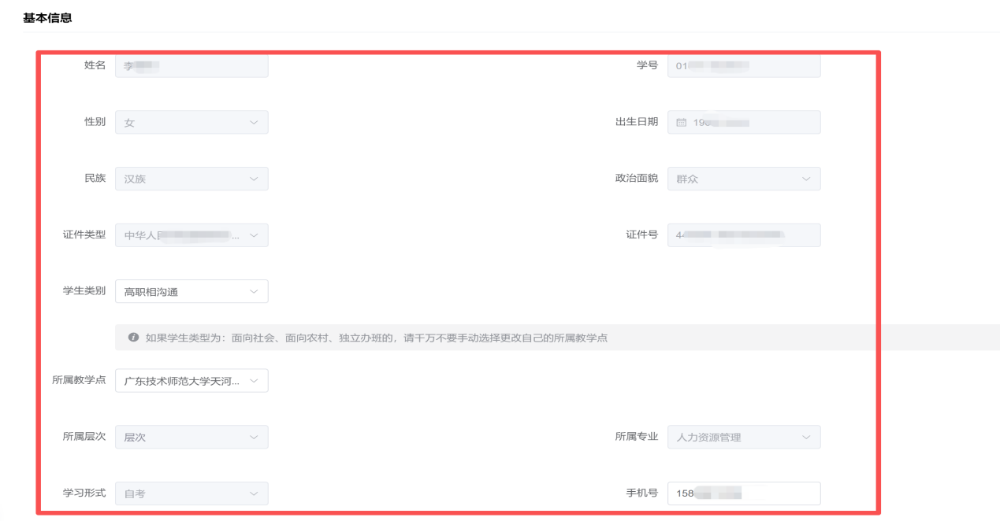 基本信息
姓名 李 学号 01
性别 女 出生日期 19
民族 汉族 政治面貌 群众
证件类型 中华人 ... 证件号 4
学生类别 高职相沟通
如果学生类型为：面向社会、面向农村、独立办班的，请千万不要手动选择更改自己的所属教学点
所属教学点 广东技术师范大学天河...
所属层次 层次 所属专业 人力资源管理
学习形式 自考 手机号 158